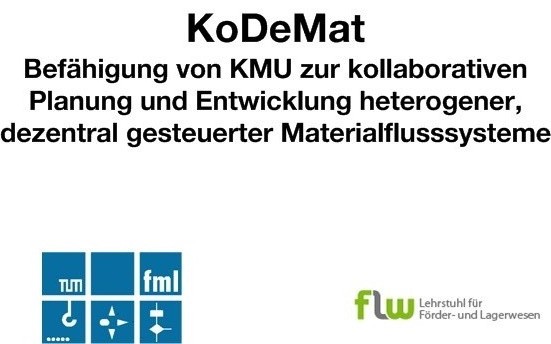 KoDeMat
Befähigung von KMU zur kollaborativen
Planung und Entwicklung heterogener,
dezentral gesteuerter Materialflusssysteme
TUM
fml
flw Lehrstuhl für
Förder- und Lagerwesen